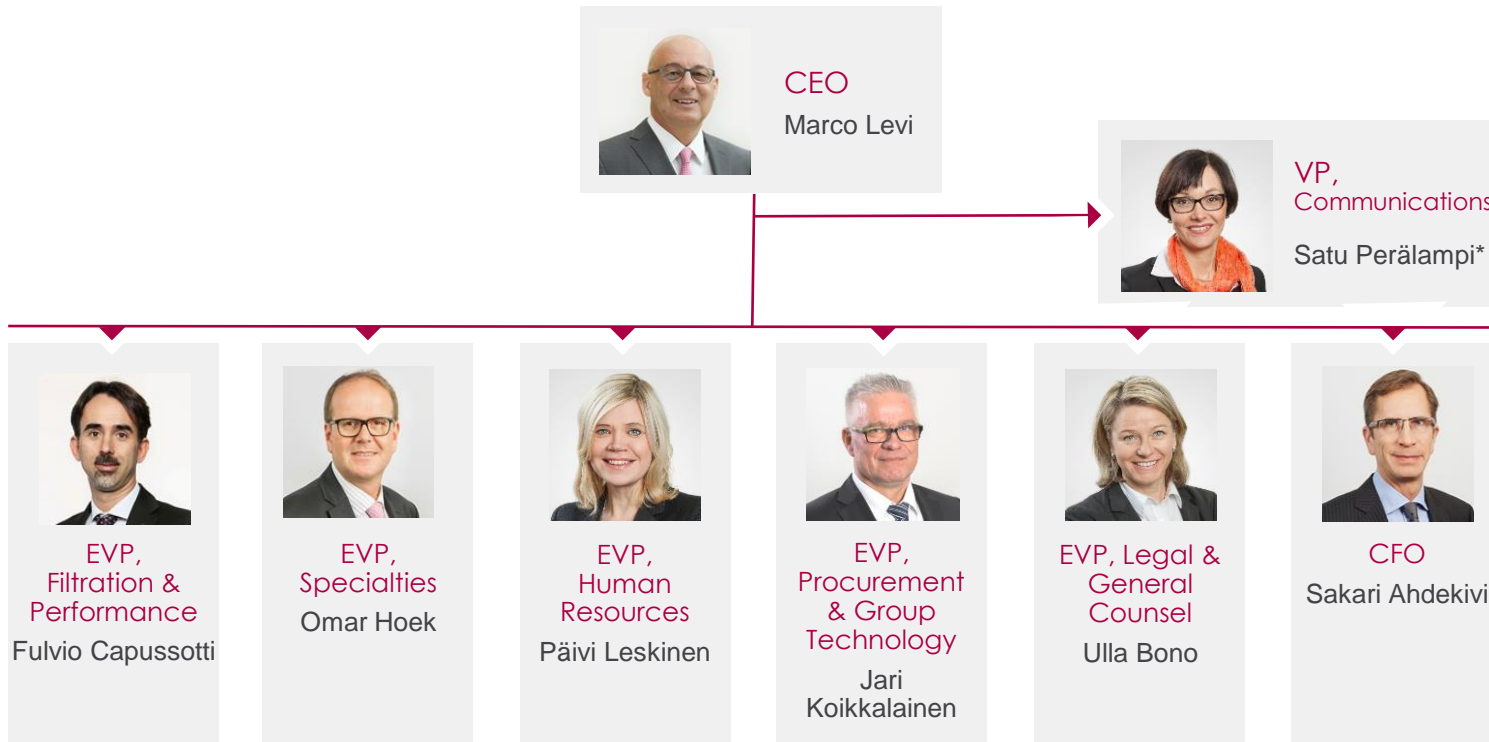 CEO
Marco Levi
VP,
Communications
Satu Perälampi*
EVP,
Filtration &
Performance
Fulvio Capussotti
EVP,
Specialties
Omar Hoek
EVP,
Human
Resources
Päivi Leskinen
EVP,
Procurement
& Group
Technology
Jari
Koikkalainen
EVP, Legal &
General
Counsel
Ulla Bono
CFO
Sakari Ahdekivi